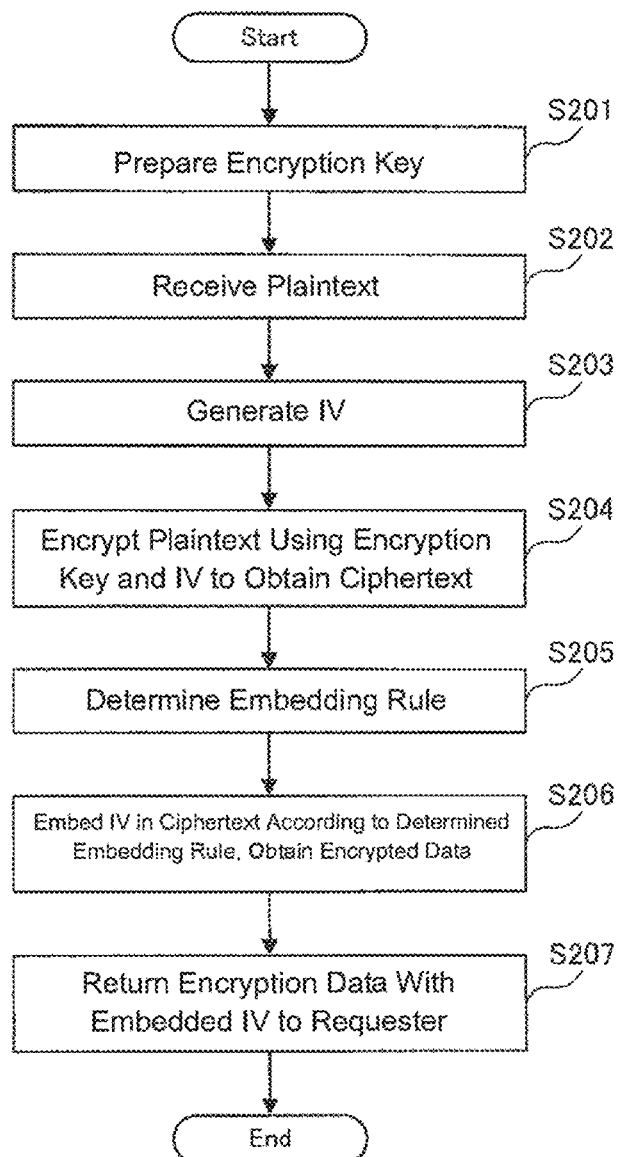 Start
S201
Prepare Encryption Key
S202
Receive Plaintext
S203
Generate IV
S204
Encrypt Plaintext Using Encryption
Key and IV to Obtain Ciphertext
S205
Determine Embedding Rule
S206
Embed IV in Ciphertext According to Determined
Embedding Rule, Obtain Encrypted Data
S207
Return Encryption Data With
Embedded IV to Requester
End